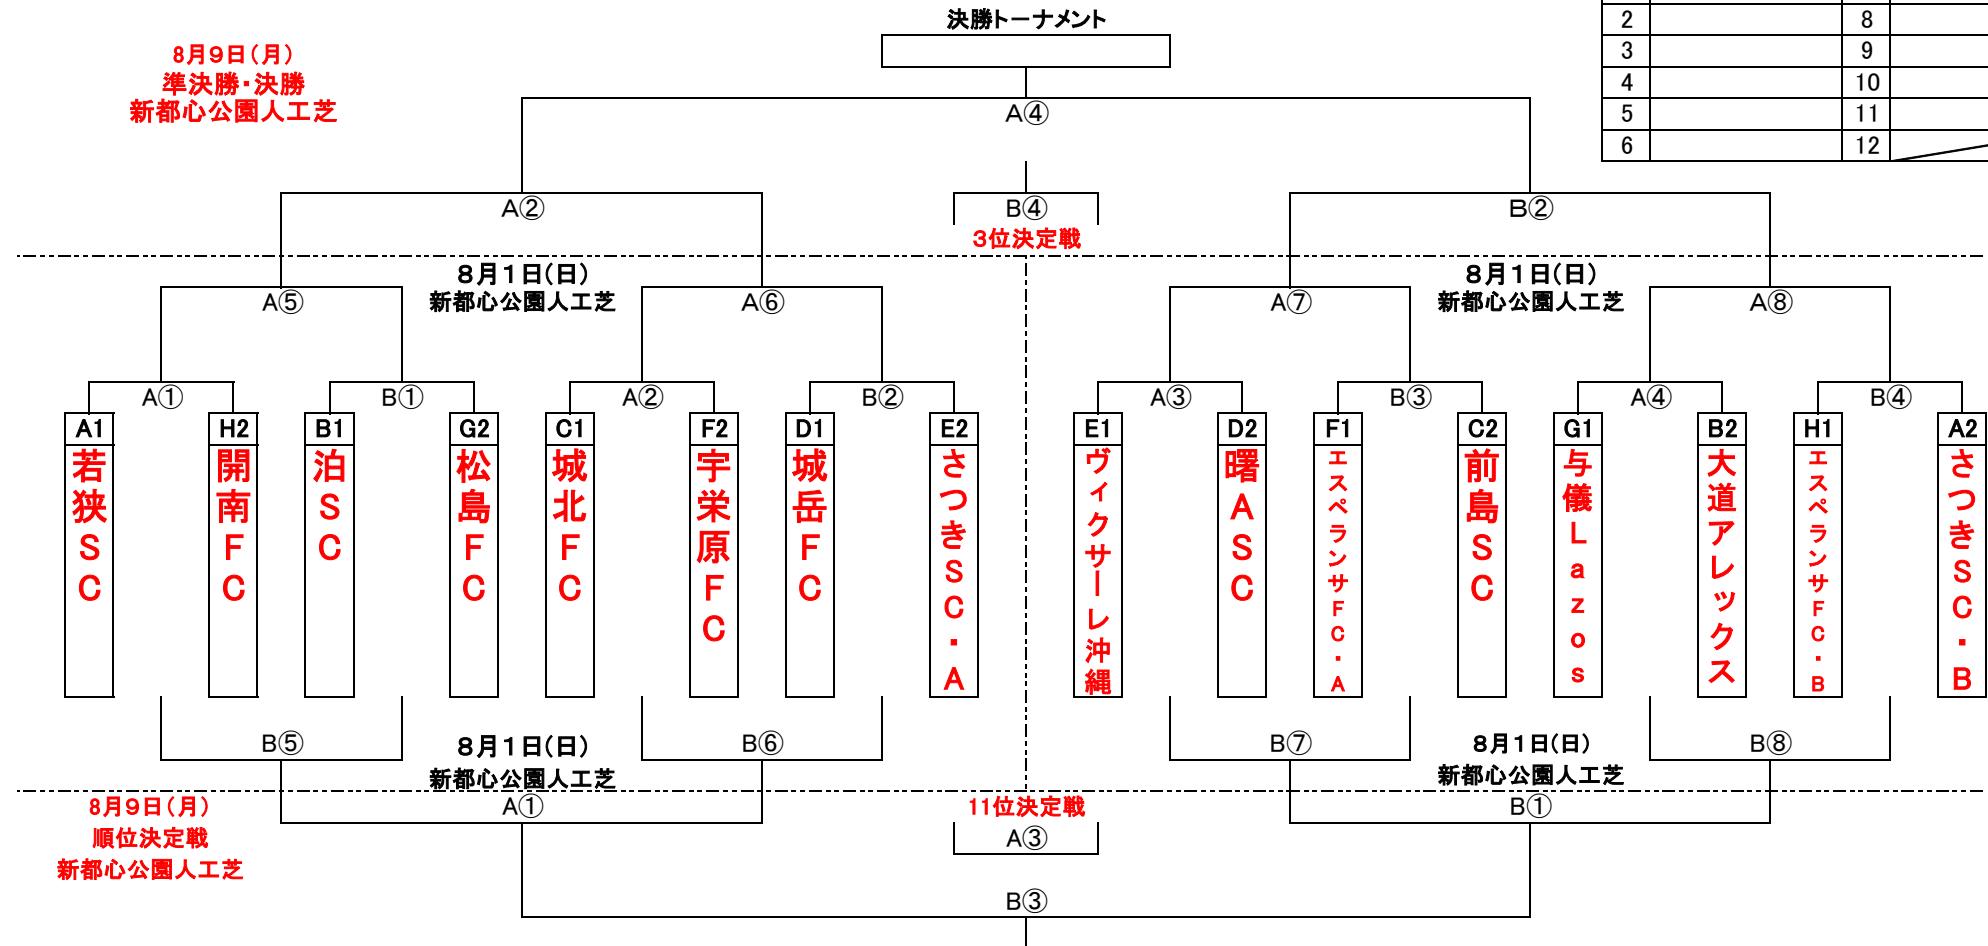 決勝トーナメント
2 8
3 9
4 10
5 11
6 12
8月9日(月)
準決勝・決勝
新都心公園人工芝
A④
A② B④ B②
3位決定戦
8月1日(日) 8月1日(日)
新都心公園人工芝 新都心公園人工芝
A⑤ A⑥ A⑦ A⑧
A① B① A② B② A③ B③ A④ B④
A1 H2 B1 G2 C1 F2 D1 E2 E1 D2 F1 C2 G1 B2 H1 A2
若狭SC
開南FC
泊SC
松島FC
城北FC
宇栄原FC
城岳FC
さつきSC・A
ヴィクサーレ沖縄
曙ASC
エスペランサFC・A
前島SC
与儀Lazos
大道アレックス
エスペランサFC・B
さつきSC・B
B⑤ B⑥ B⑦ B⑧
8月1日(日) 8月1日(日)
新都心公園人工芝 新都心公園人工芝
8月9日(月)
順位決定戦
新都心公園人工芝
A① 11位決定戦 B①
A③
B③